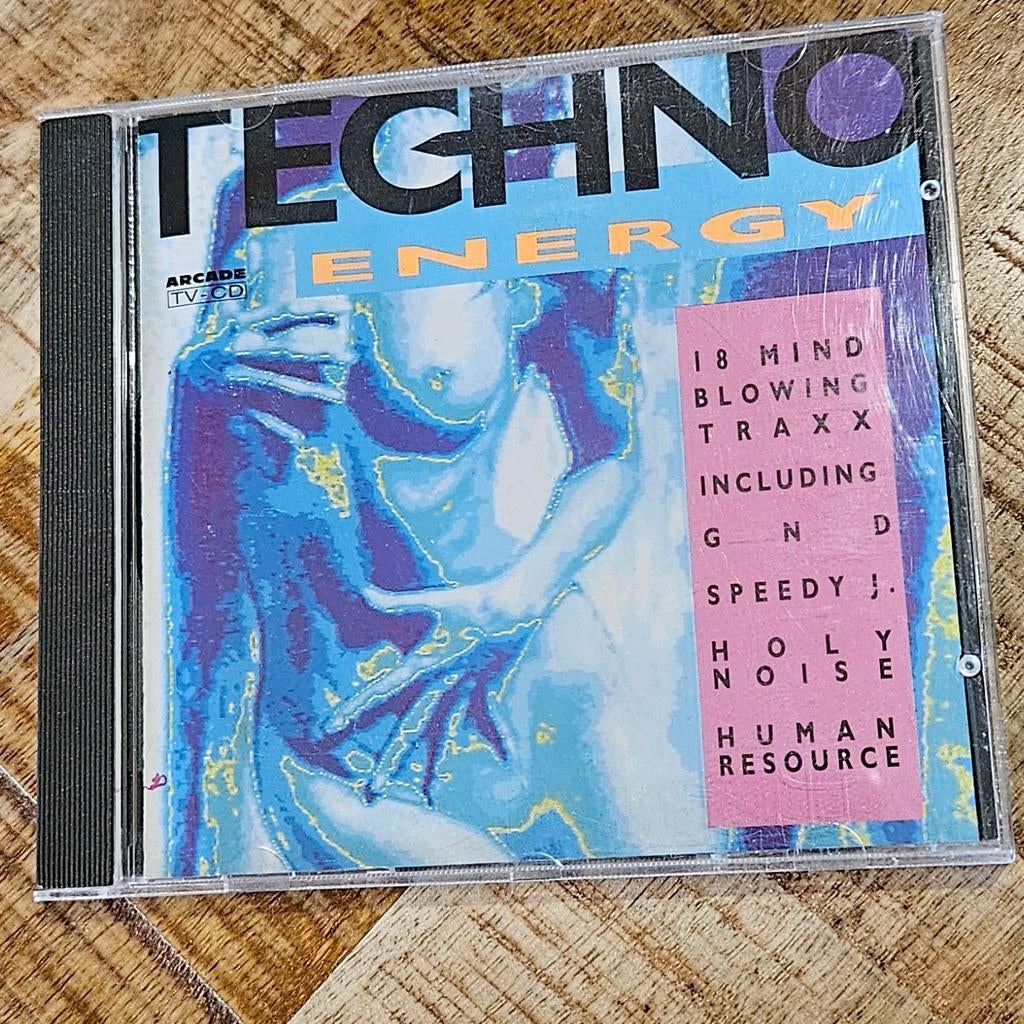 TECHNO
ENERGY
ARCADE
TV-CD
18 MIND
BLOWING
TRAXX
INCLUDING
G N D
SPEEDY J.
HOLY
NOISE
HUMAN
RESOURCE